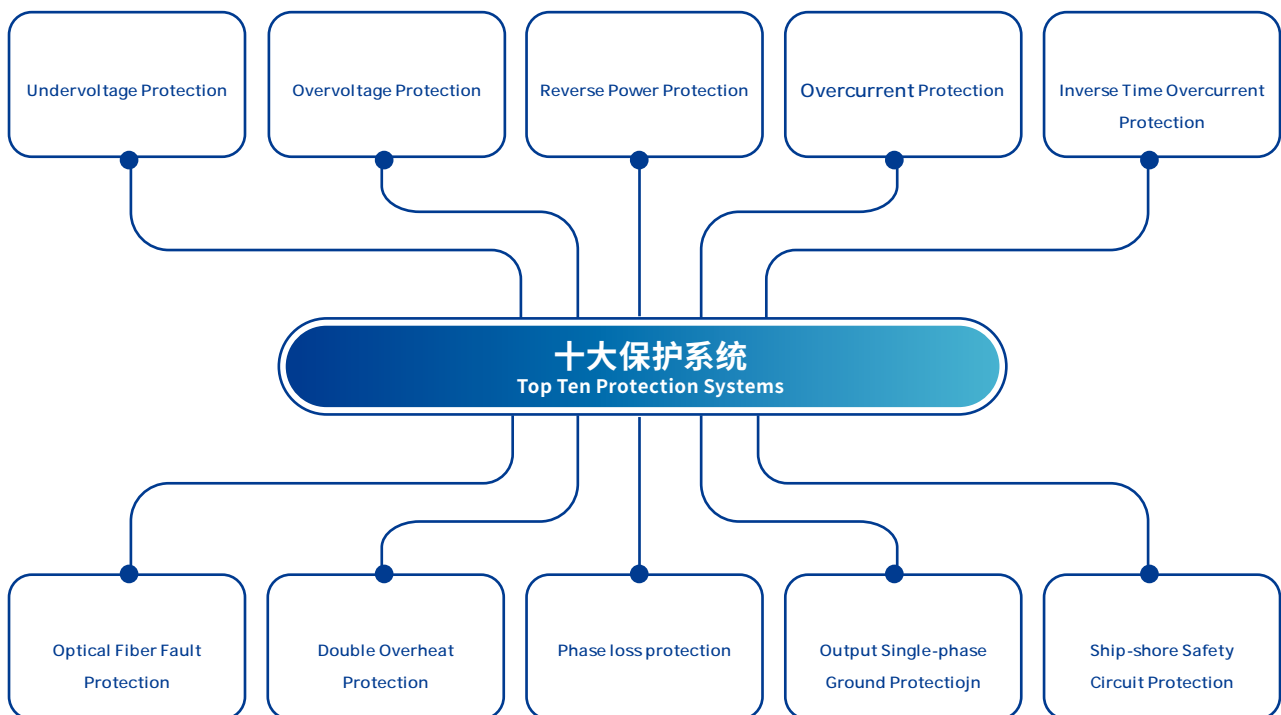 Undervoltage Protection
Overvoltage Protection
Reverse Power Protection
Overcurrent Protection
Inverse Time Overcurrent
Protection
十大保护系统
Top Ten Protection Systems
Optical Fiber Fault
Protection
Double Overheat
Protection
Phase loss protection
Output Single-phase
Ground Protectiojn
Ship-shore Safety
Circuit Protection